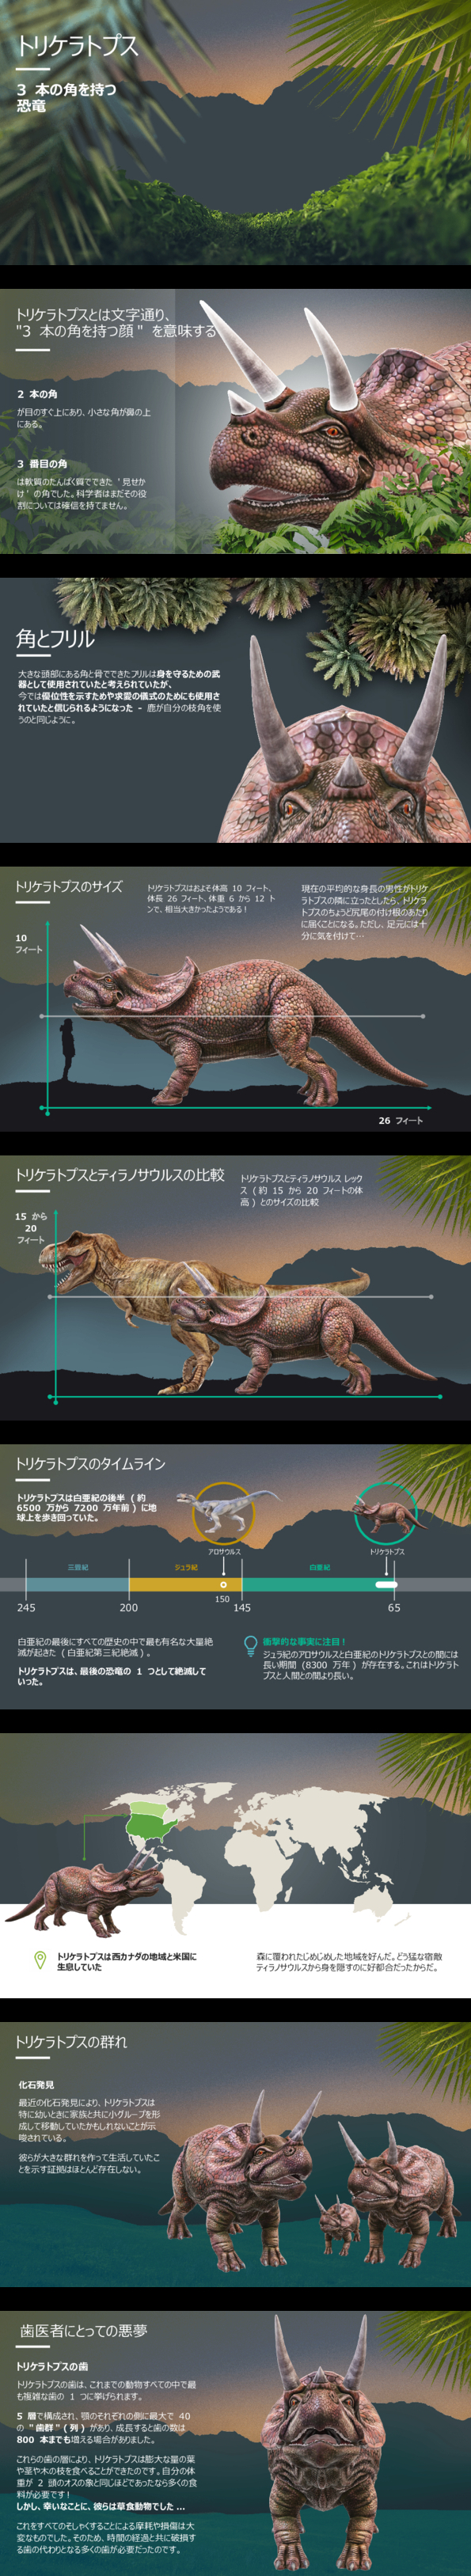 トリケラトプス
3 本の角を持つ
恐竜
トリケラトプスとは文字通り、
"3 本の角を持つ顔 " を意味する
2 本の角
が目のすぐ上にあり、小さな角が鼻の上
にある。
3 番目の角
は軟質のたんぱく質でできた ' 見せか
け ' の角でした。科学者はまだその役
割については確信を持てません。
角とフリル
大きな頭部にある角と骨でできたフリルは身を守るための武
器として使用されていたと考えられていたが、
今では優位性を示すためや求愛の儀式のためにも使用さ
れていたと信じられるようになった - 鹿が自分の枝角を使
うのと同じように。
トリケラトプスのサイズ
トリケラトプスはおよそ体高 10 フィート、
体長 26 フィート、体重 6 から 12 ト
ンで、相当大きかったようである!
現在の平均的な身長の男性がトリケ
ラトプスの隣に立ったとしたら、トリケラ
トプスのちょうど尻尾の付け根のあたり
に届くことになる。ただし、足元には十
分に気を付けて…
10
フィート
26 フィート
トリケラトプスとティラノサウルスの比較
トリケラトプスとティラノサウルス レック
ス ( 約 15 から 20 フィートの体
高 ) とのサイズの比較
15 から
20
フィート
トリケラトプスのタイムライン
トリケラトプスは白亜紀の後半 ( 約
6500 万から 7200 万年前 ) に地
球上を歩き回っていた。
アロサウルス
トリケラトプス
三畳紀
ジュラ紀
白亜紀
150
245
200
145
65
白亜紀の最後にすべての歴史の中で最も有名な大量絶
滅が起きた ( 白亜紀第三紀絶滅 ) 。
トリケラトプスは、最後の恐竜の 1 つとして絶滅して
いった。
衝撃的な事実に注目 !
ジュラ紀のアロサウルスと白亜紀のトリケラトプスとの間には
長い期間 (8300 万年 ) が存在する。これはトリケラト
プスと人間との間より長い。
トリケラトプスは西カナダの地域と米国に
生息していた
森に覆われたじめじめした地域を好んだ。どう猛な宿敵
ティラノサウルスから身を隠すのに好都合だったからだ。
トリケラトプスの群れ
化石発見
最近の化石発見により、トリケラトプスは
特に幼いときに家族と共に小グループを形
成して移動していたかもしれないことが示
唆されている。
彼らが大きな群れを作って生活していたこ
とを示す証拠はほとんど存在しない。
歯医者にとっての悪夢
トリケラトプスの歯
トリケラトプスの歯は、これまでの動物すべての中で最
も複雑な歯の 1 つに挙げられます。
5 層で構成され、顎のそれぞれの側に最大で 40
の " 歯群 " ( 列 ) があり、成長すると歯の数は
800 本までも増える場合がありました。
これらの歯の層により、トリケラトプスは膨大な量の葉
や茎や木の枝を食べることができたのです。自分の体
重が 2 頭のオスの象と同じほどであったなら多くの食
料が必要です !
しかし、幸いなことに、彼らは草食動物でした ...
これをすべてのそしゃくすることによる摩耗や損傷は大
変なものでした。そのため、時間の経過と共に破損す
る歯の代わりとなる多くの歯が必要だったのです。